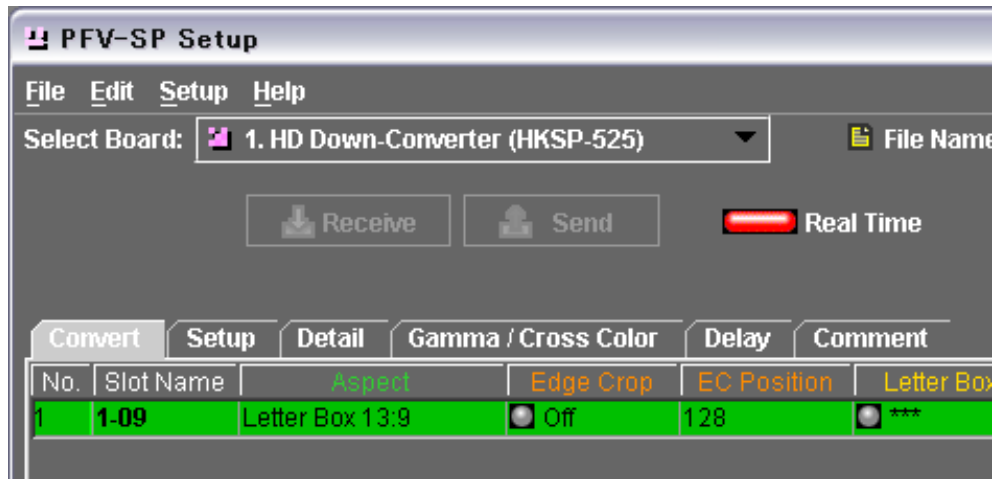 PFV-SP Setup
File Edit Setup Help
Select Board: 1. HD Down-Converter (HKSP-525) File Name
Receive Send Real Time
Convert Setup Detail Gamma / Cross Color Delay Comment
No. Slot Name Aspect Edge Crop EC Position Letter Box
1 1-09 Letter Box 13:9 Off 128 ***